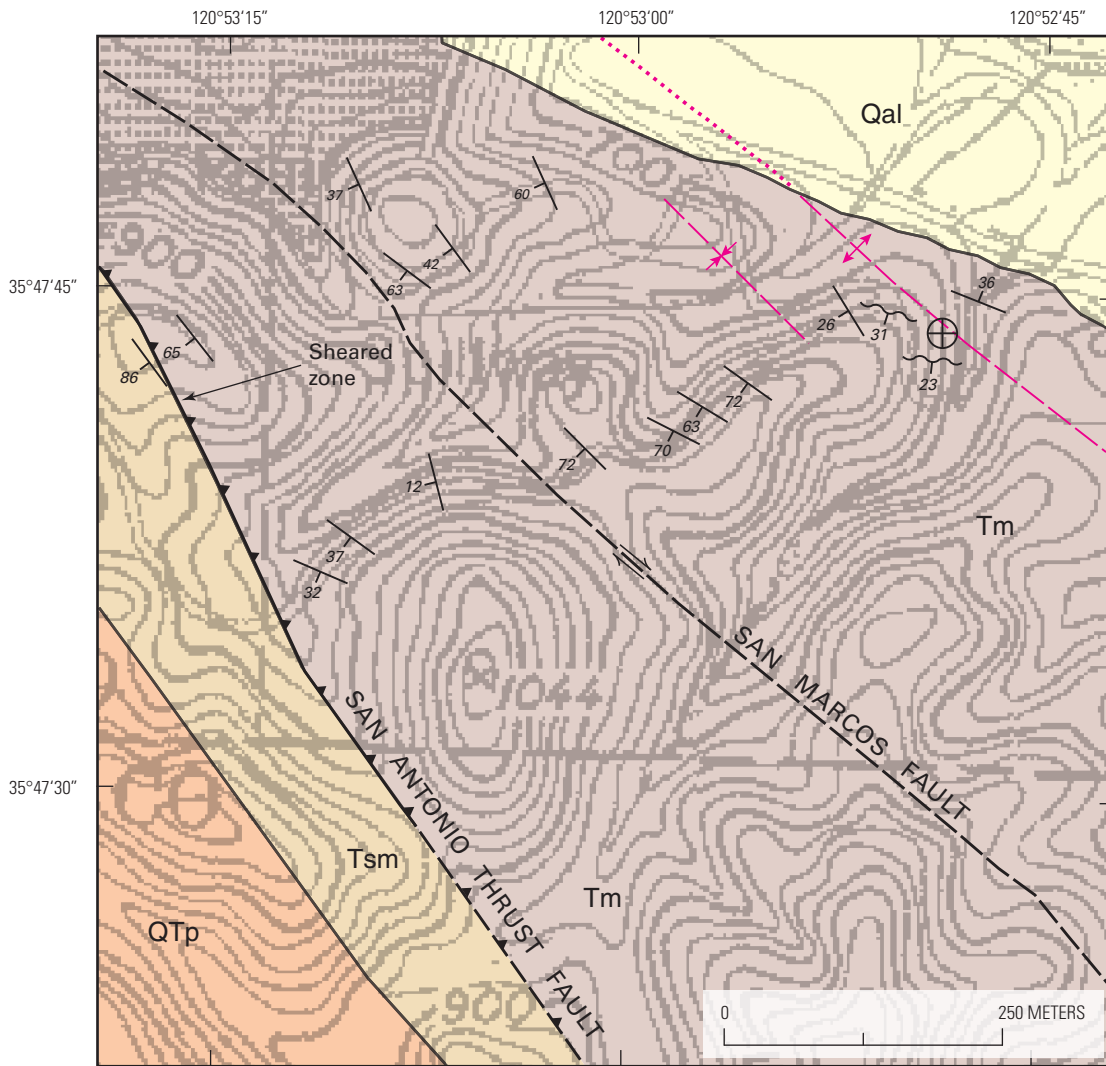 120°53′15″
120°53′00″
120°52′45″
Qal
37
60
42
63
900
36
35°47′45″
26
31
65
Sheared
zone
86
23
72
63
70
72
12
Tm
37
32
SAN MARCOS FAULT
1044
SAN ANTONIO THRUST FAULT
35°47′30″
Tsm
Tm
QTp
900
0
250 METERS